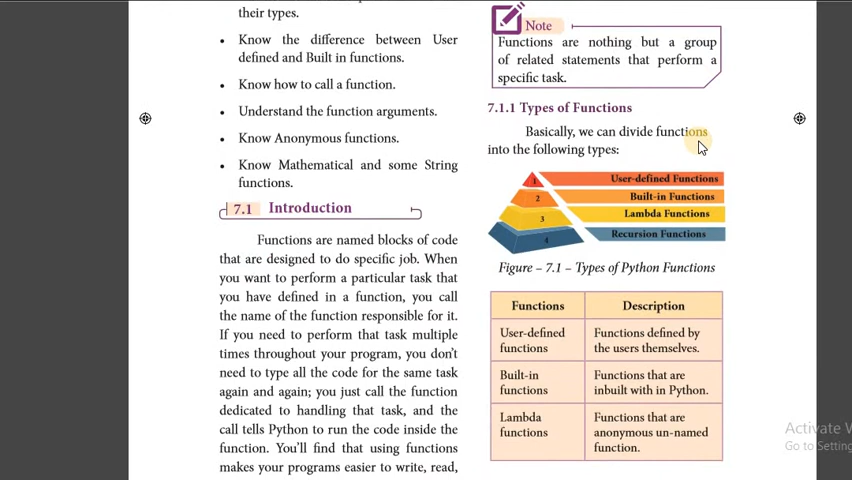 their types.
• Know the difference between User
defined and Built in functions.
• Know how to call a function.
• Understand the function arguments.
• Know Anonymous functions.
• Know Mathematical and some String
functions.
7.1 Introduction
Functions are named blocks of code
that are designed to do specific job. When
you want to perform a particular task that
you have defined in a function, you call
the name of the function responsible for it.
If you need to perform that task multiple
times throughout your program, you don't
need to type all the code for the same task
again and again; you just call the function
dedicated to handling that task, and the
call tells Python to run the code inside the
function. You'll find that using functions
makes your programs easier to write, read,
Note
Functions are nothing but a group
of related statements that perform a
specific task.
7.1.1 Types of Functions
Basically, we can divide functions
into the following types:
1 User-defined Functions
2 Built-in Functions
3 Lambda Functions
4 Recursion Functions
Figure – 7.1 – Types of Python Functions
Functions Description
User-defined Functions defined by
functions the users themselves.
Built-in Functions that are
functions inbuilt with in Python.
Lambda Functions that are
functions anonymous un-named
function.
Activate W
Go to Setting